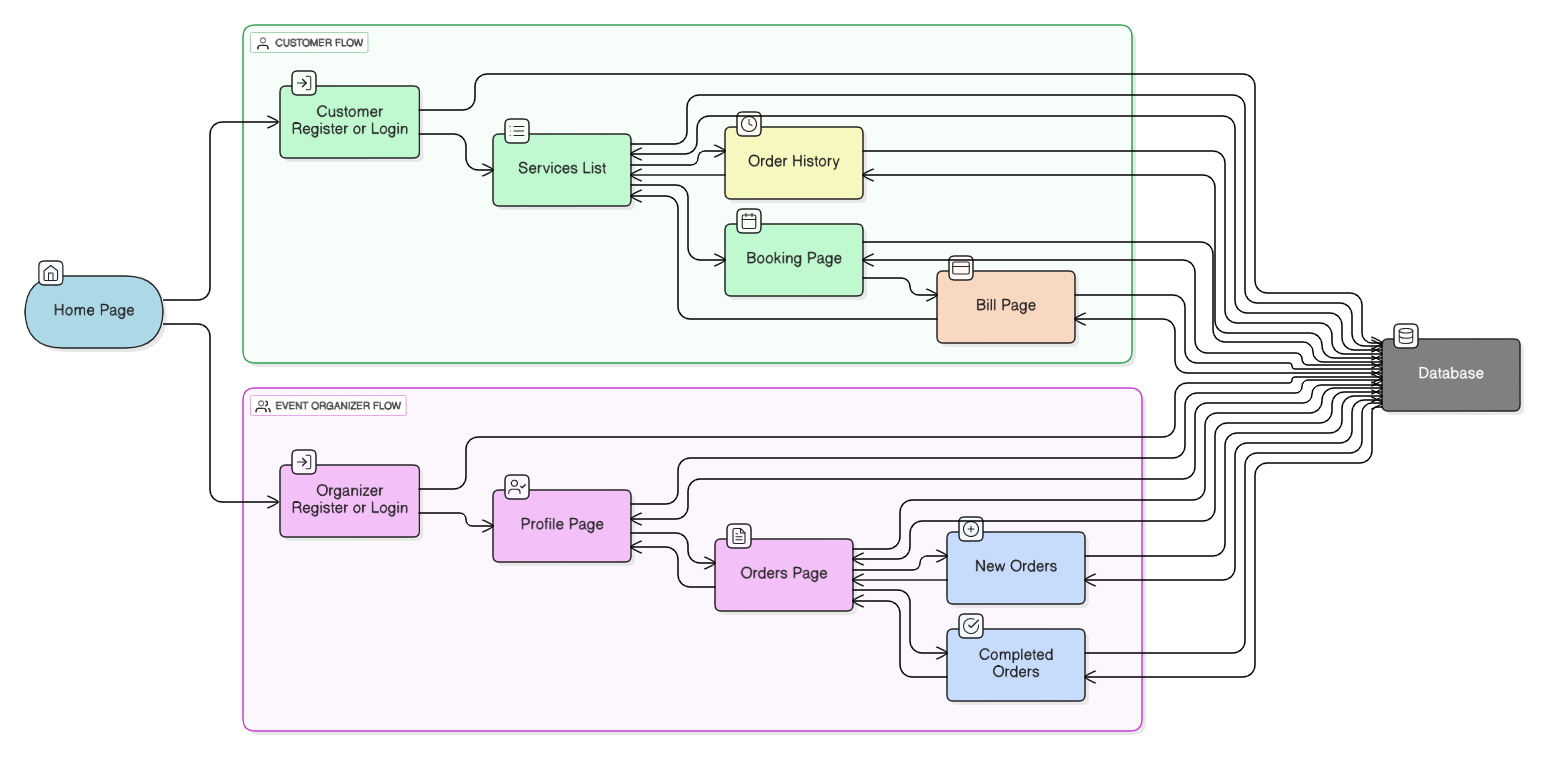 CUSTOMER FLOW
Customer
Register or Login
Services List
Order History
Booking Page
Bill Page
Home Page
Database
EVENT ORGANIZER FLOW
Organizer
Register or Login
Profile Page
Orders Page
New Orders
Completed
Orders